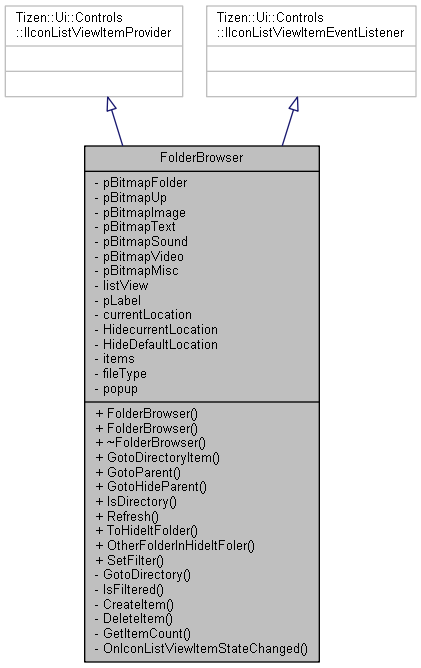 Tizen::Ui::Controls
::IIconListViewItemProvider
Tizen::Ui::Controls
::IIconListViewItemEventListener
FolderBrowser
- pBitmapFolder
- pBitmapUp
- pBitmapImage
- pBitmapText
- pBitmapSound
- pBitmapVideo
- pBitmapMisc
- listView
- pLabel
- currentLocation
- HidecurrentLocation
- HideDefaultLocation
- items
- fileType
- popup
+ FolderBrowser()
+ FolderBrowser()
+ ~FolderBrowser()
+ GotoDirectoryItem()
+ GotoParent()
+ GotoHideParent()
+ IsDirectory()
+ Refresh()
+ ToHideItFolder()
+ OtherFolderInHideItFoler()
+ SetFilter()
- GotoDirectory()
- IsFiltered()
- CreateItem()
- DeleteItem()
- GetItemCount()
- OnIconListViewItemStateChanged()